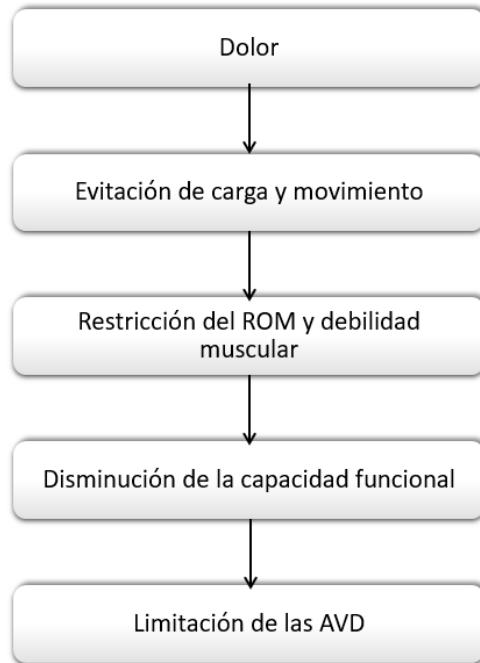 Dolor
Evitación de carga y movimiento
Restricción del ROM y debilidad
muscular
Disminución de la capacidad funcional
Limitación de las AVD